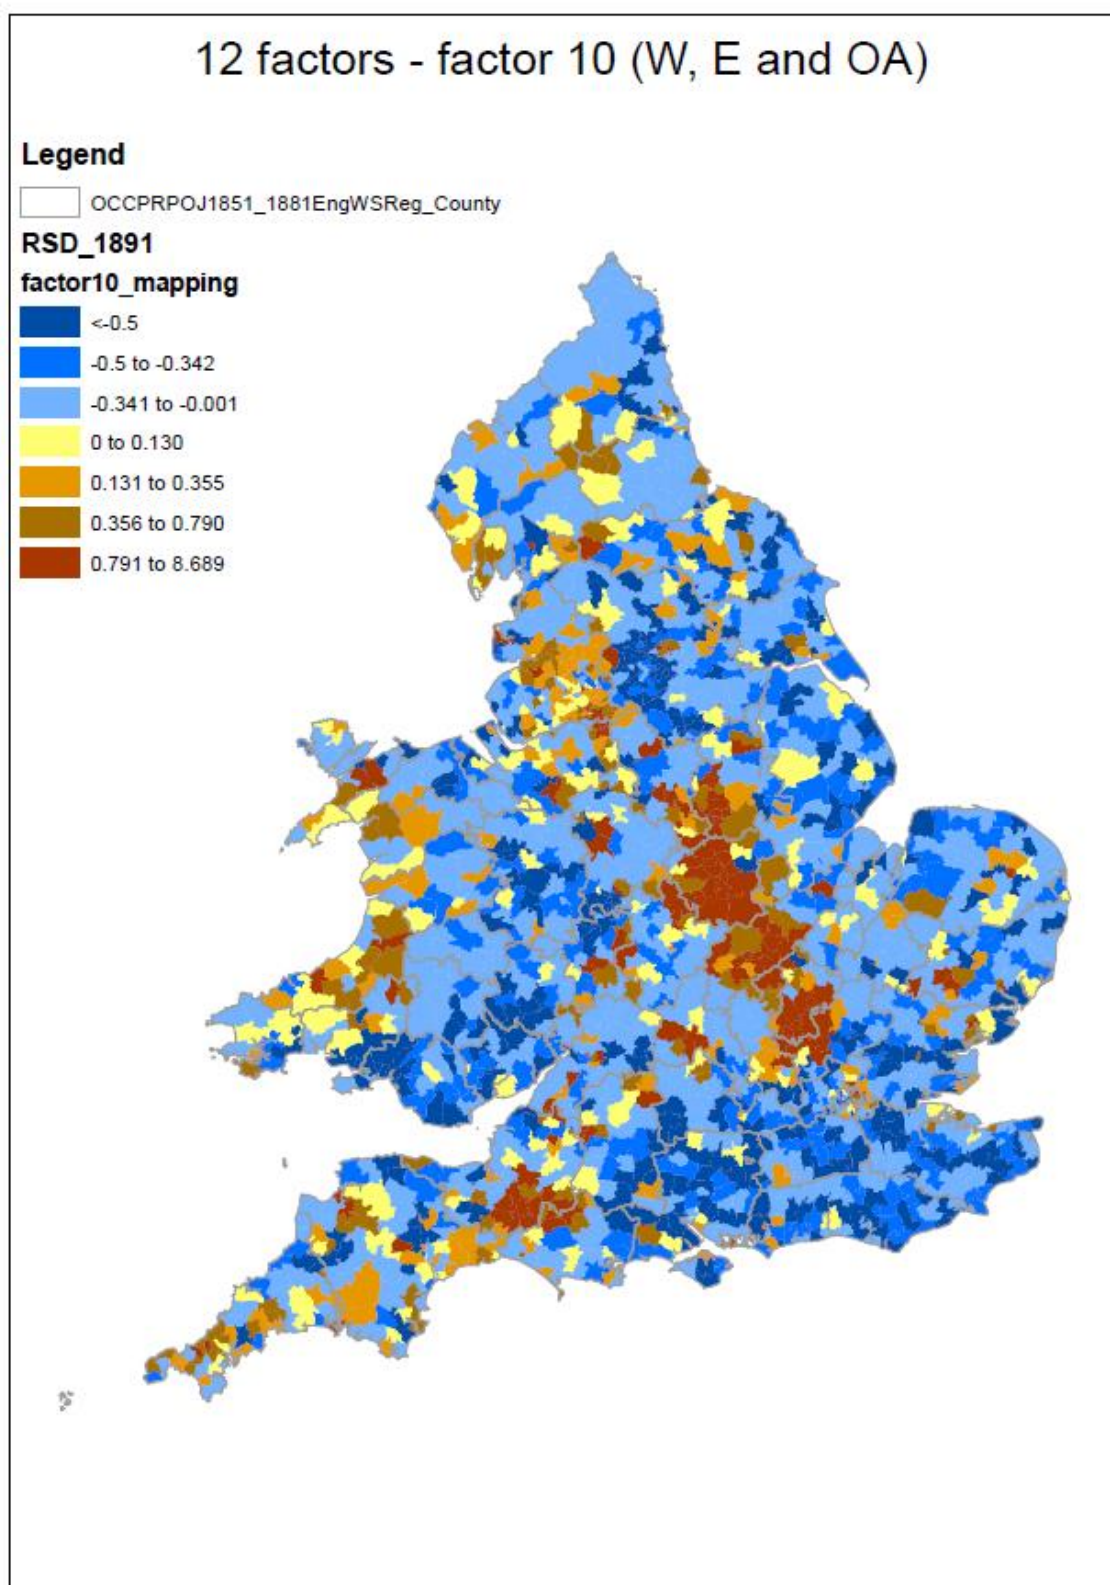 12 factors - factor 10 (W, E and OA)
Legend
OCCPRPOJ1851_1881EngWSReg_County
RSD_1891
factor10_mapping
<-0.5
-0.5 to -0.342
-0.341 to -0.001
0 to 0.130
0.131 to 0.355
0.356 to 0.790
0.791 to 8.689